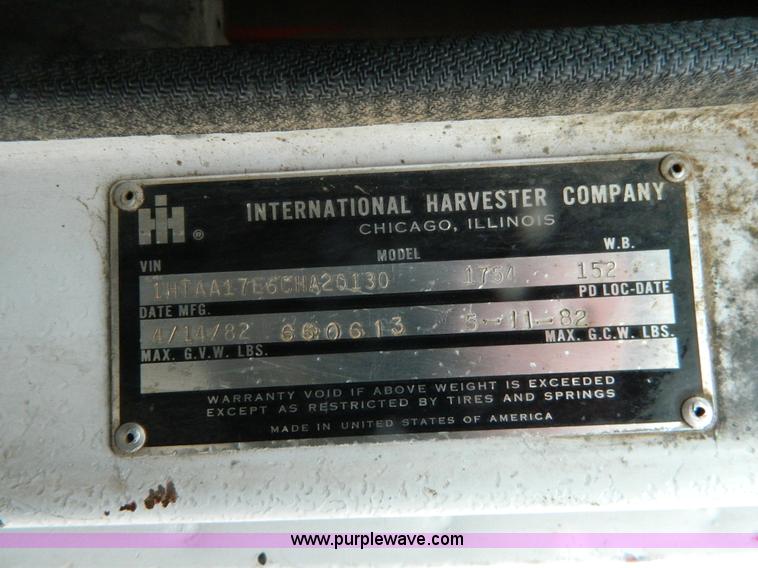 IH ®
INTERNATIONAL HARVESTER COMPANY
CHICAGO, ILLINOIS
VIN MODEL W.B.
1HTAA17E6CHA20130 1754 152
DATE MFG. PD LOC-DATE
4/14/82 660613 5-11-82
MAX. G.V.W. LBS. MAX. G.C.W. LBS.
WARRANTY VOID IF ABOVE WEIGHT IS EXCEEDED
EXCEPT AS RESTRICTED BY TIRES AND SPRINGS
MADE IN UNITED STATES OF AMERICA
www.purplewave.com